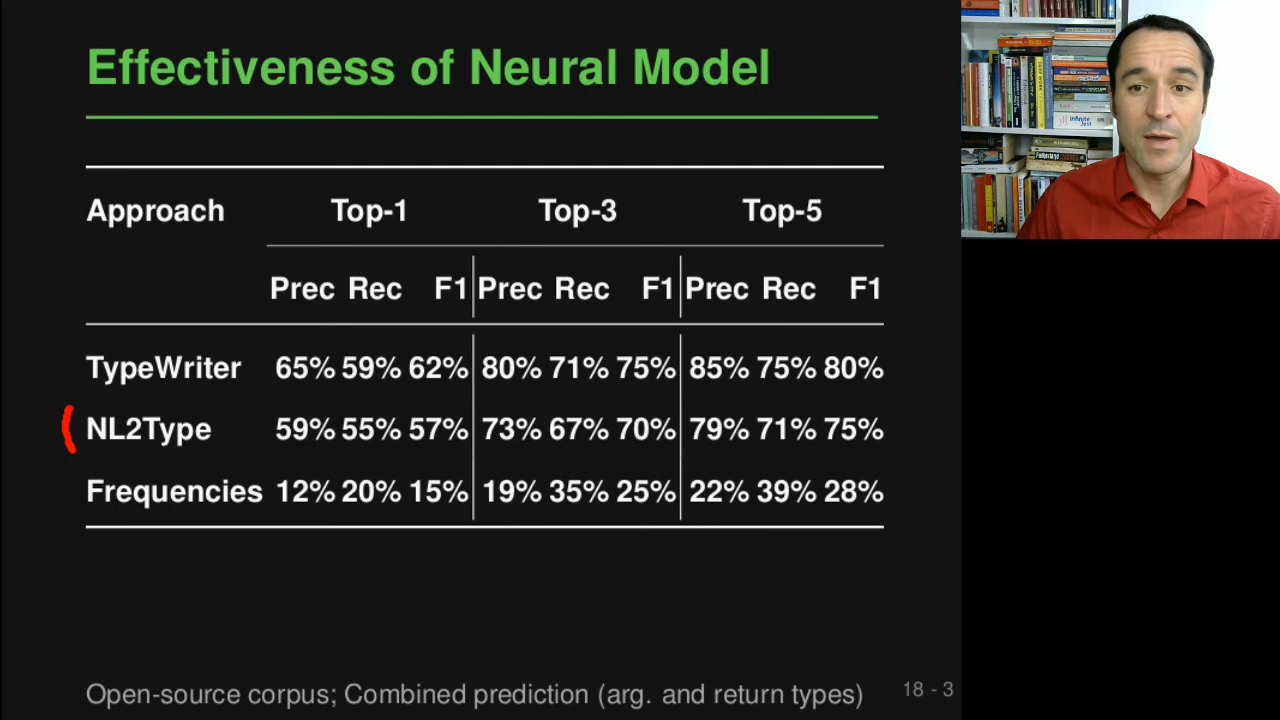 Effectiveness of Neural Model
Approach Top-1 Top-3 Top-5
Prec Rec F1 Prec Rec F1 Prec Rec F1
TypeWriter 65% 59% 62% 80% 71% 75% 85% 75% 80%
NL2Type 59% 55% 57% 73% 67% 70% 79% 71% 75%
Frequencies 12% 20% 15% 19% 35% 25% 22% 39% 28%
Open-source corpus; Combined prediction (arg. and return types)
18 - 3
Infinite
Jest